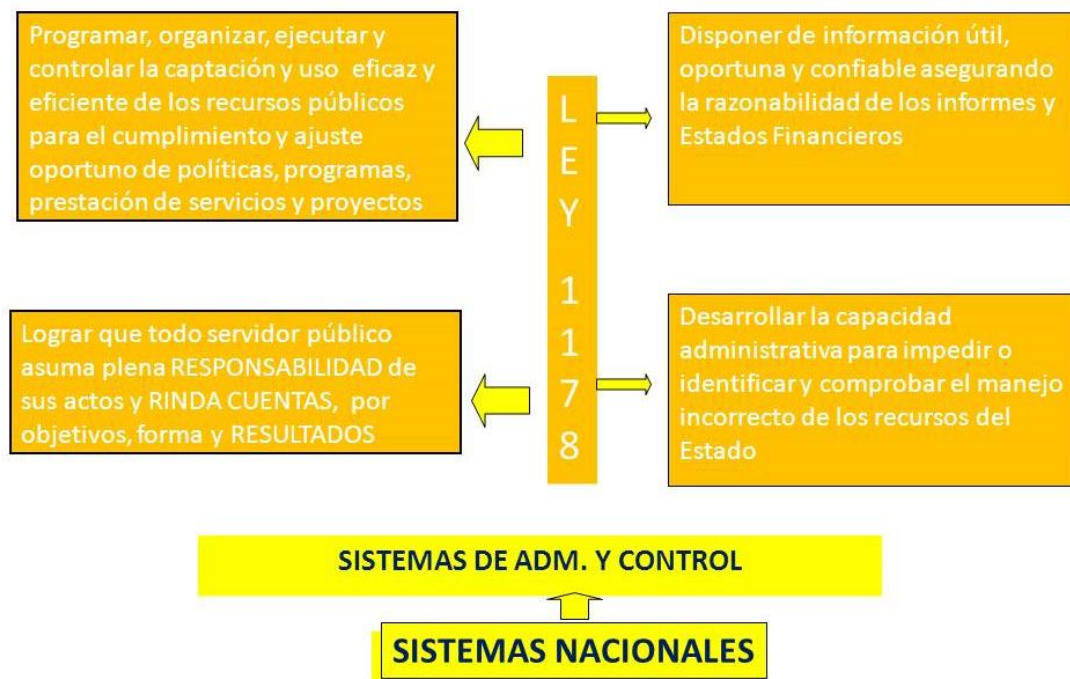 Programar, organizar, ejecutar y
controlar la captación y uso eficaz y
eficiente de los recursos públicos
para el cumplimiento y ajuste
oportuno de políticas, programas,
prestación de servicios y proyectos
Disponer de información útil,
oportuna y confiable asegurando
la razonabilidad de los informes y
Estados Financieros
L
E
Y
1
1
7
8
Lograr que todo servidor público
asuma plena RESPONSABILIDAD de
sus actos y RINDA CUENTAS, por
objetivos, forma y RESULTADOS
Desarrollar la capacidad
administrativa para impedir o
identificar y comprobar el manejo
incorrecto de los recursos del
Estado
SISTEMAS DE ADM. Y CONTROL
SISTEMAS NACIONALES